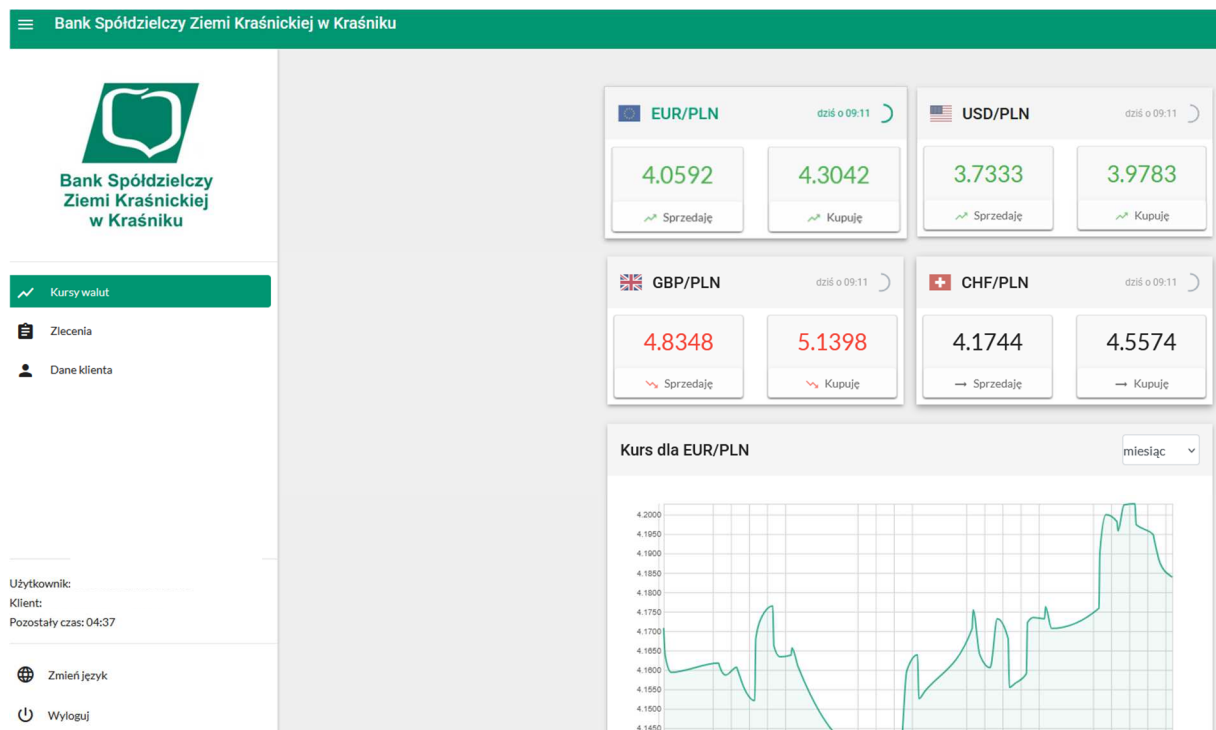 Bank Spółdzielczy Ziemi Kraśnickiej w Kraśniku
Bank Spółdzielczy
Ziemi Kraśnickiej
w Kraśniku
Kursy walut
Zlecenia
Dane klienta
Użytkownik:
Klient:
Pozostały czas: 04:37
Zmień język
Wyloguj
EUR/PLN dziś o 09:11
4.0592 4.3042
Sprzedaję Kupuję
USD/PLN dziś o 09:11
3.7333 3.9783
Sprzedaję Kupuję
GBP/PLN dziś o 09:11
4.8348 5.1398
Sprzedaję Kupuję
CHF/PLN dziś o 09:11
4.1744 4.5574
Sprzedaję Kupuję
Kurs dla EUR/PLN miesiąc
4.2000
4.1950
4.1900
4.1850
4.1800
4.1750
4.1700
4.1650
4.1600
4.1550
4.1500
4.1450